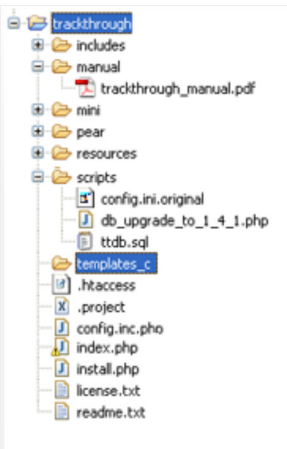 trackthrough
includes
manual
trackthrough_manual.pdf
mini
pear
resources
scripts
config.ini.original
db_upgrade_to_1_4_1.php
ttdb.sql
templates_c
.htaccess
.project
config.inc.pho
index.php
install.php
license.txt
readme.txt